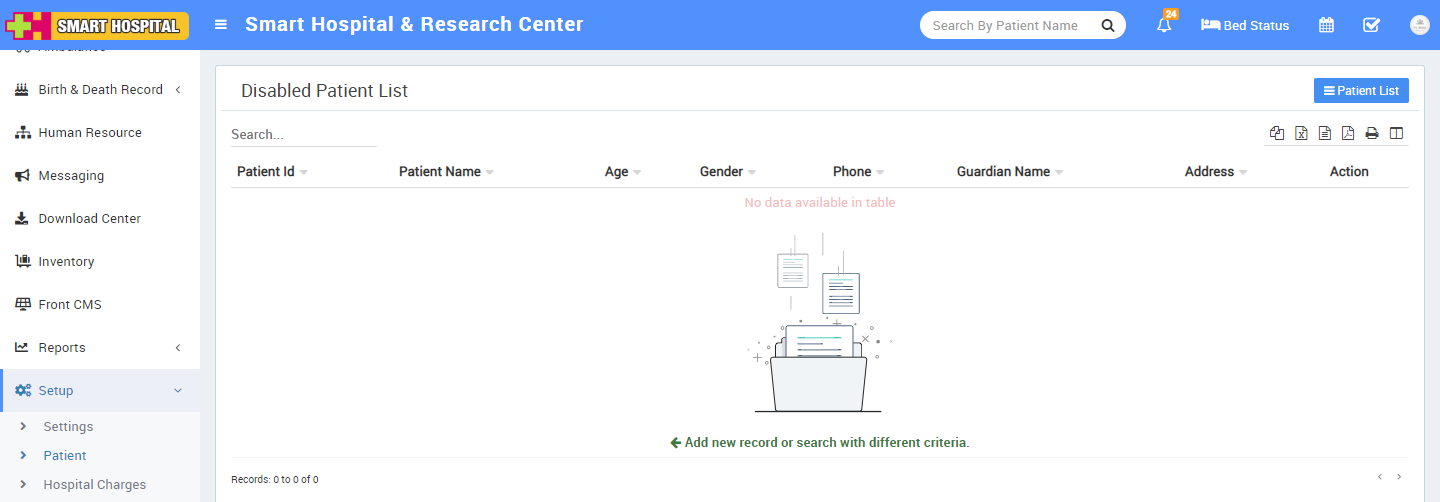 SMART HOSPITAL
Smart Hospital & Research Center
Search By Patient Name
24
Bed Status
Ambulance
Birth & Death Record
Human Resource
Messaging
Download Center
Inventory
Front CMS
Reports
Setup
Settings
Patient
Hospital Charges
Disabled Patient List
Patient List
Search...
Patient Id Patient Name Age Gender Phone Guardian Name Address Action
No data available in table
Add new record or search with different criteria.
Records: 0 to 0 of 0